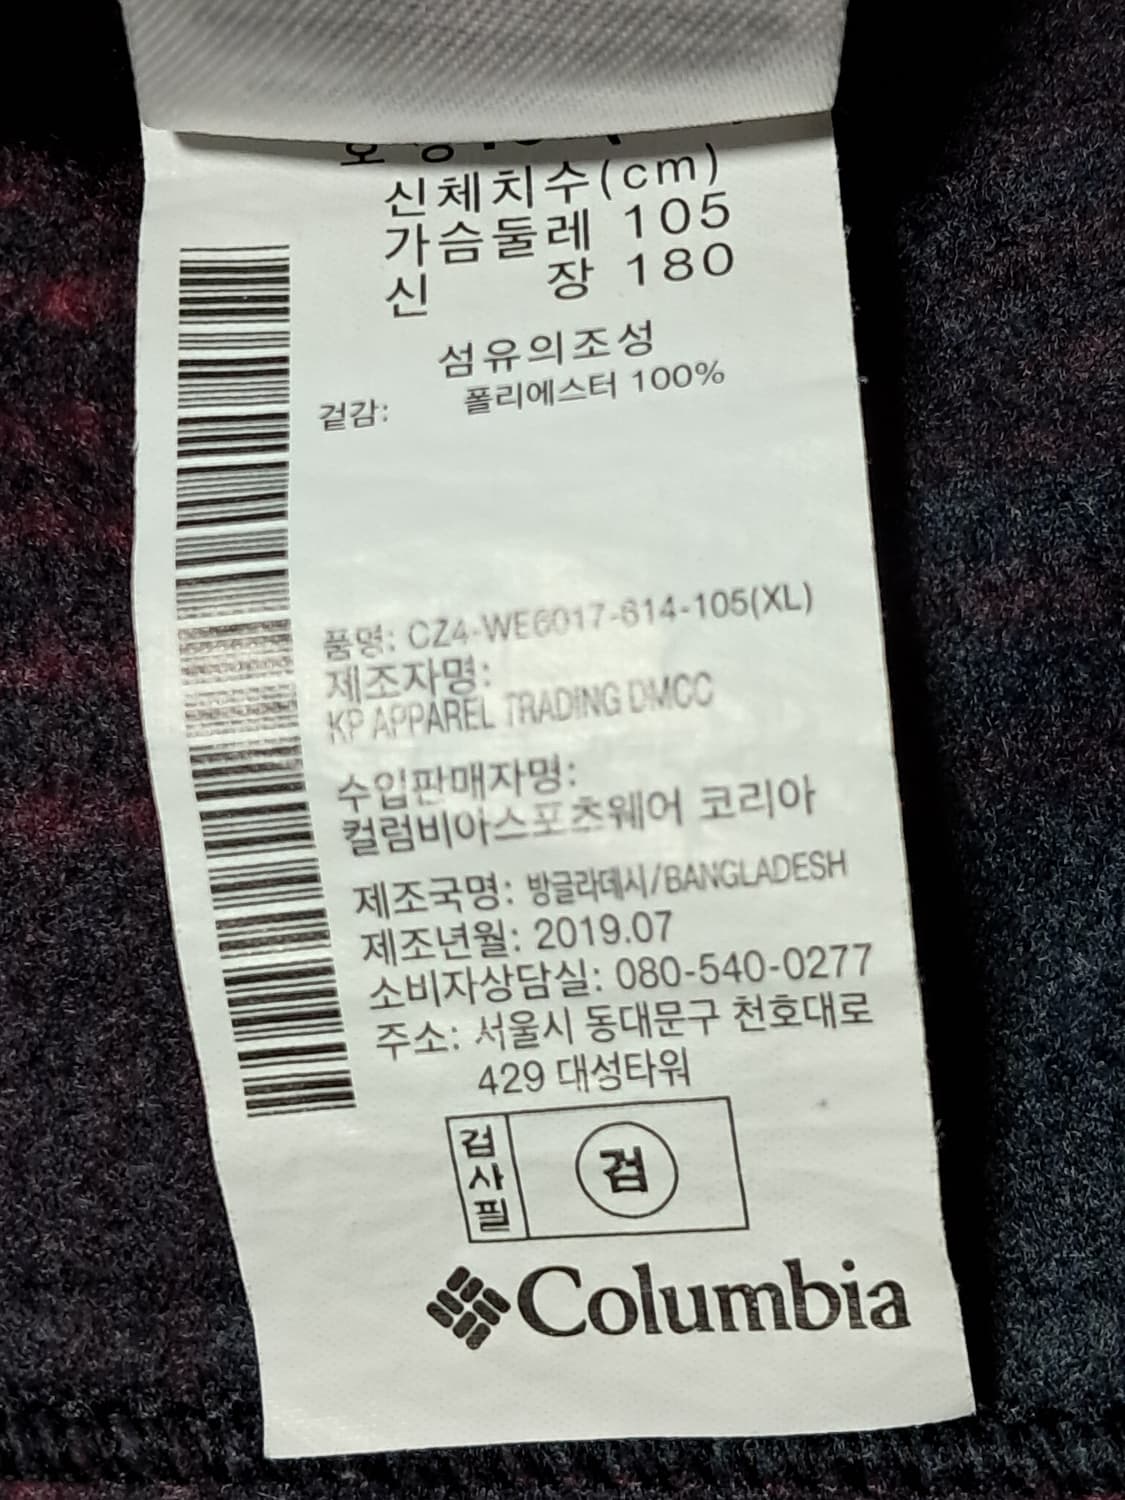 신체치수(cm)
가슴둘레 105
신 장 180
섬유의조성
겉감: 폴리에스터 100%
품명: CZ4-WE6017-614-105(XL)
제조자명:
KP APPAREL TRADING DMCC
수입판매자명:
컬럼비아스포츠웨어 코리아
제조국명: 방글라데시/BANGLADESH
제조년월: 2019.07
소비자상담실: 080-540-0277
주소: 서울시 동대문구 천호대로
429 대성타워
검사필
검
Columbia